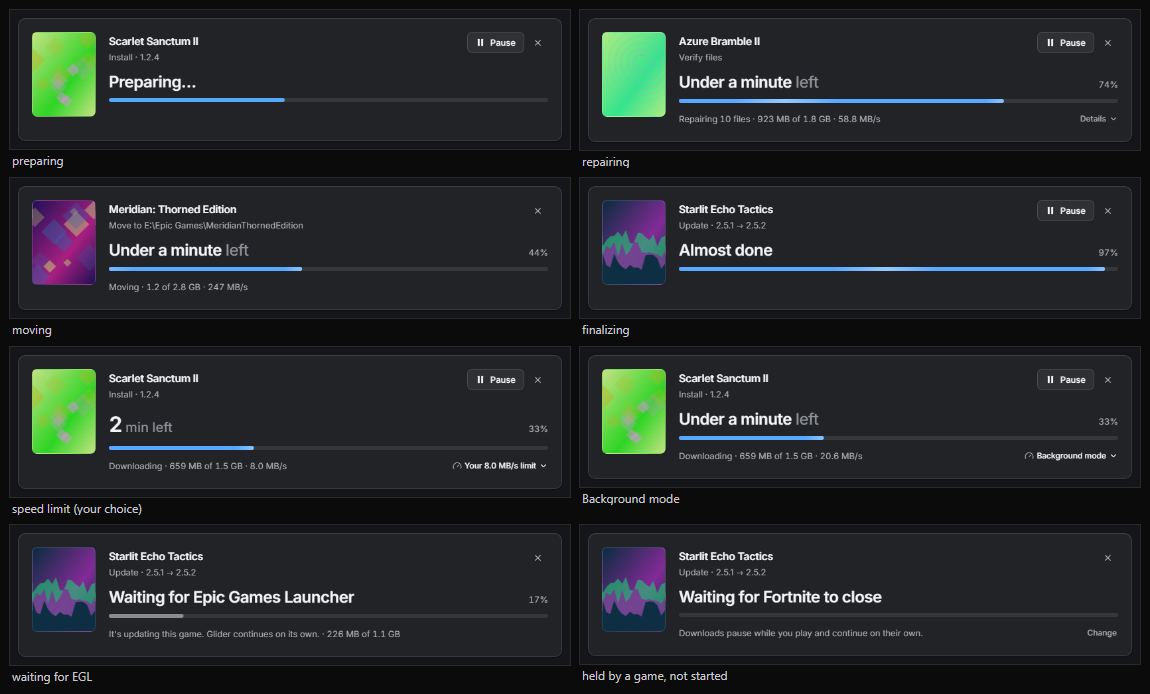 Scarlet Sanctum II
Pause
Install · 1.2.4
Preparing...
preparing
Azure Bramble II
Pause
Verify files
Under a minute left
74%
Repairing 10 files · 923 MB of 1.8 GB · 58.8 MB/s
Details
repairing
Meridian: Thorned Edition
Move to E:\Epic Games\MeridianThornedEdition
Under a minute left
44%
Moving · 1.2 of 2.8 GB · 247 MB/s
moving
Starlit Echo Tactics
Pause
Update · 2.5.1 → 2.5.2
Almost done
97%
finalizing
Scarlet Sanctum II
Pause
Install · 1.2.4
2 min left
33%
Downloading · 659 MB of 1.5 GB · 8.0 MB/s
Your 8.0 MB/s limit
speed limit (your choice)
Scarlet Sanctum II
Pause
Install · 1.2.4
Under a minute left
33%
Downloading · 659 MB of 1.5 GB · 20.6 MB/s
Background mode
Background mode
Starlit Echo Tactics
Update · 2.5.1 → 2.5.2
Waiting for Epic Games Launcher
17%
It's updating this game. Glider continues on its own. · 226 MB of 1.1 GB
waiting for EGL
Starlit Echo Tactics
Update · 2.5.1 → 2.5.2
Waiting for Fortnite to close
Downloads pause while you play and continue on their own.
Change
held by a game, not started